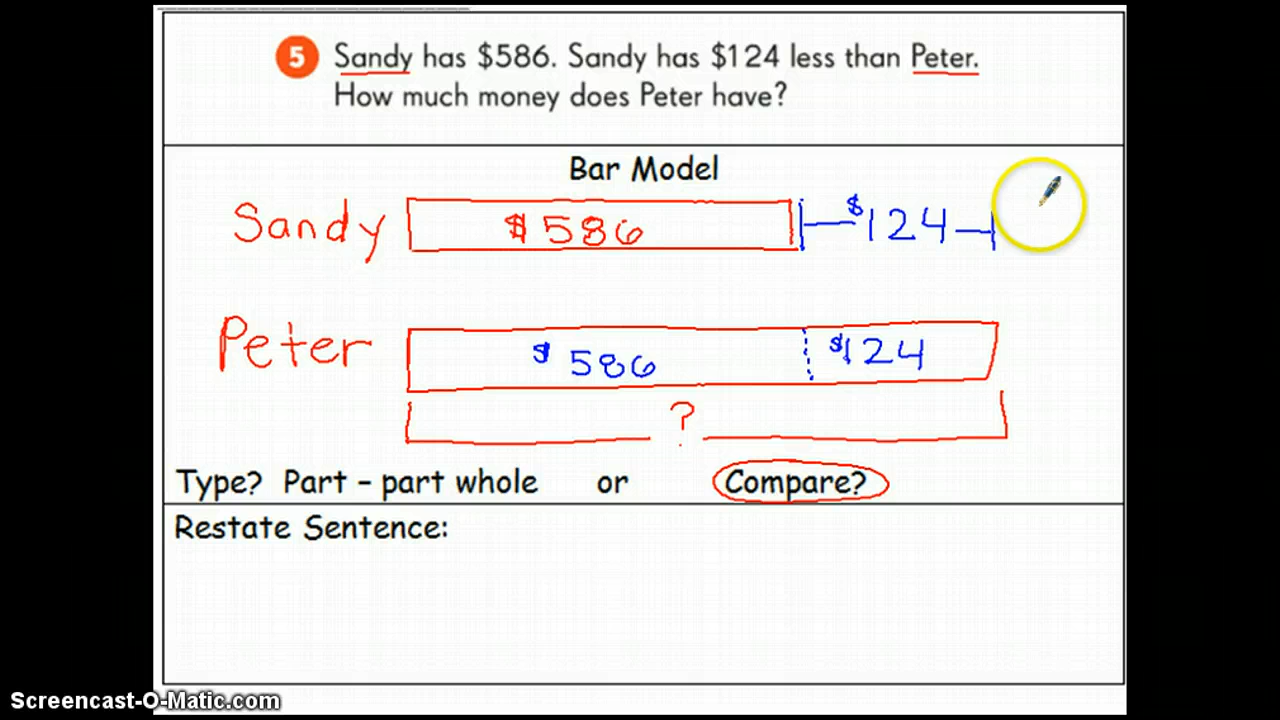 5 Sandy has $586. Sandy has $124 less than Peter.
How much money does Peter have?
Bar Model
Sandy $586 $124
Peter $586 $124
?
Type? Part – part whole or Compare?
Restate Sentence:
Screencast-O-Matic.com